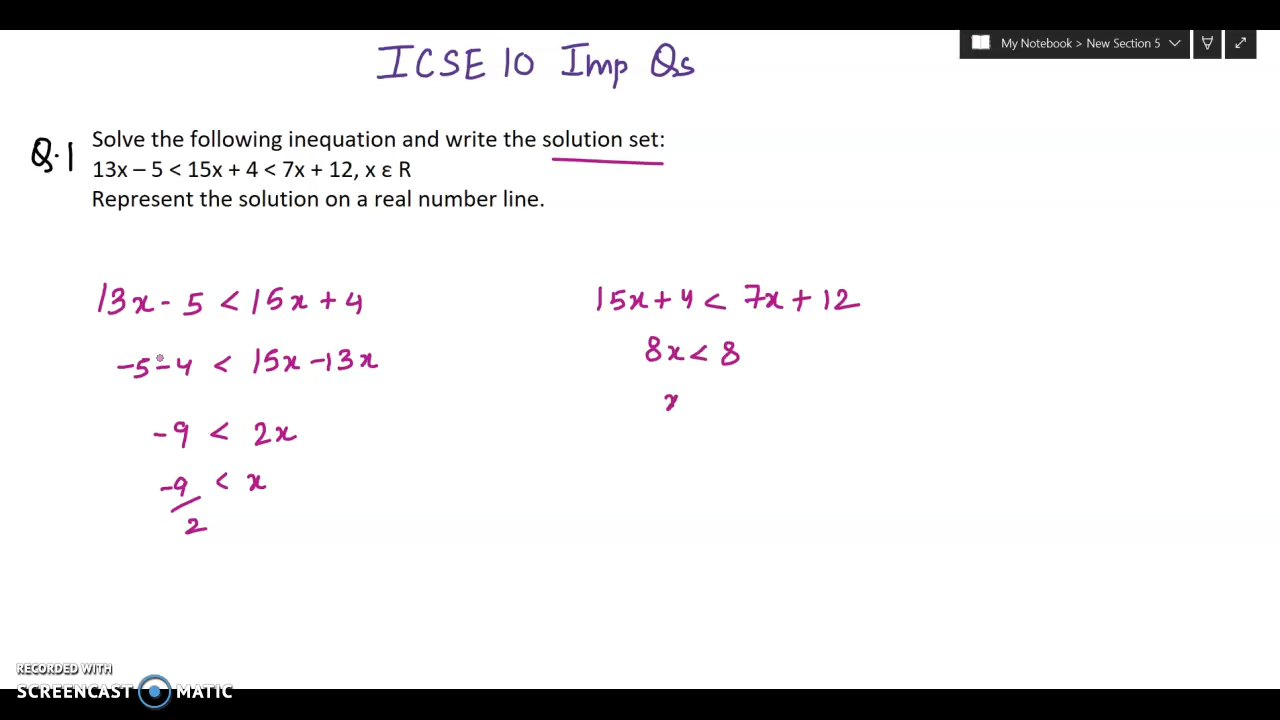 ICSE 10 Imp Qs
My Notebook > New Section 5
Q.1 Solve the following inequation and write the solution set:
13x – 5 < 15x + 4 < 7x + 12, x ε R
Represent the solution on a real number line.
13x - 5 < 15x + 4
-5-4 < 15x -13x
-9 < 2x
-9/2 < x
15x + 4 < 7x + 12
8x < 8
x
RECORDED WITH
SCREENCAST MATIC